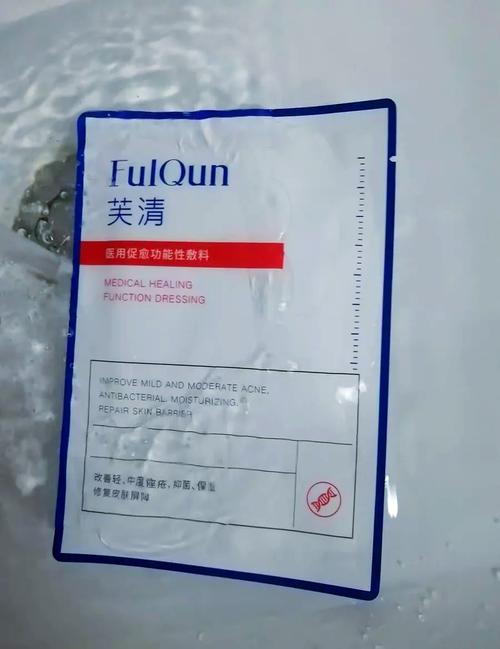 FulQun
芙清
医用促愈功能性敷料
MEDICAL HEALING
FUNCTION DRESSING
IMPROVE MILD AND MODERATE ACNE,
ANTIBACTERIAL, MOISTURIZING,
REPAIR SKIN BARRIER
改善轻、中度痤疮，抑菌、保湿
修复皮肤屏障